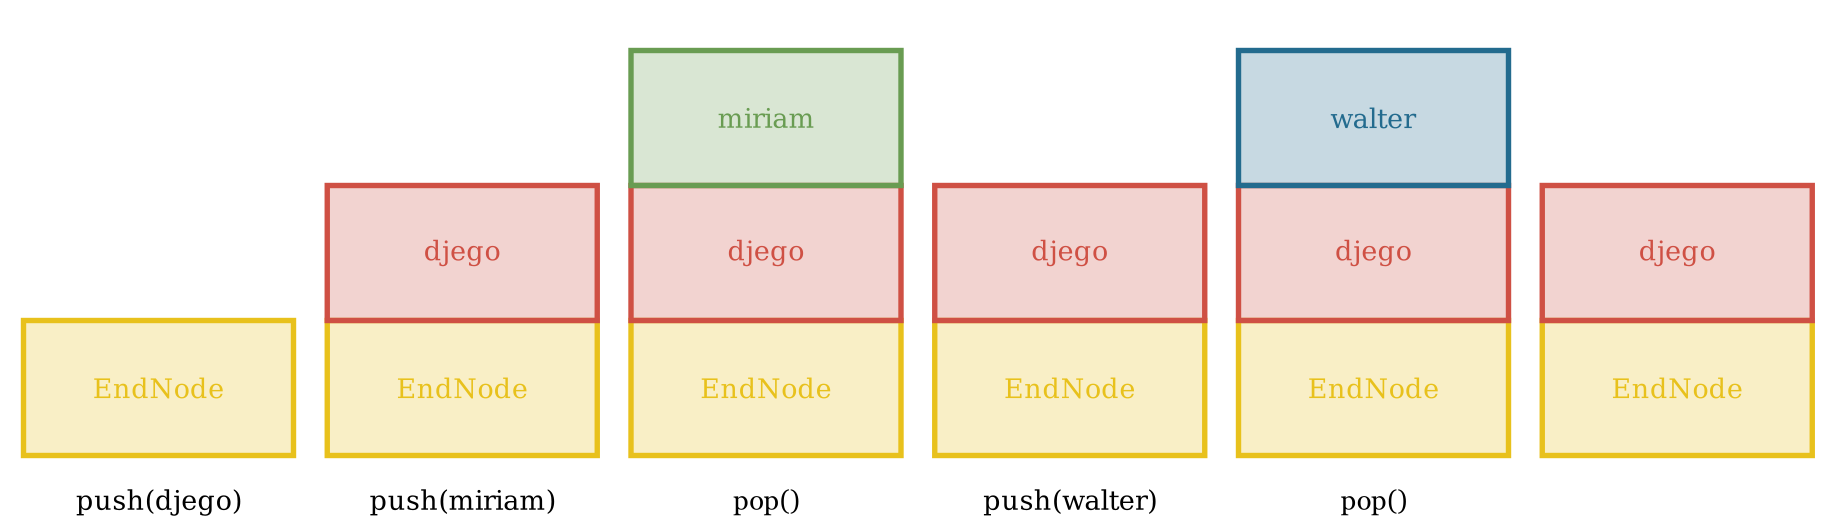 miriam
walter
djego
djego
djego
djego
djego
EndNode
EndNode
EndNode
EndNode
EndNode
EndNode
push(djego)
push(miriam)
pop()
push(walter)
pop()